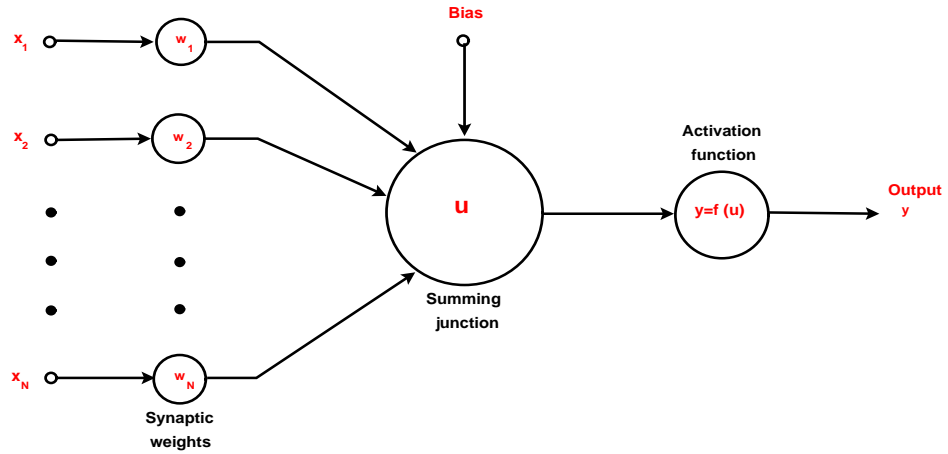 Bias
x1
w1
x2
w2
Activation
function
u
y=f (u)
Output
y
Summing
junction
xN
wN
Synaptic
weights